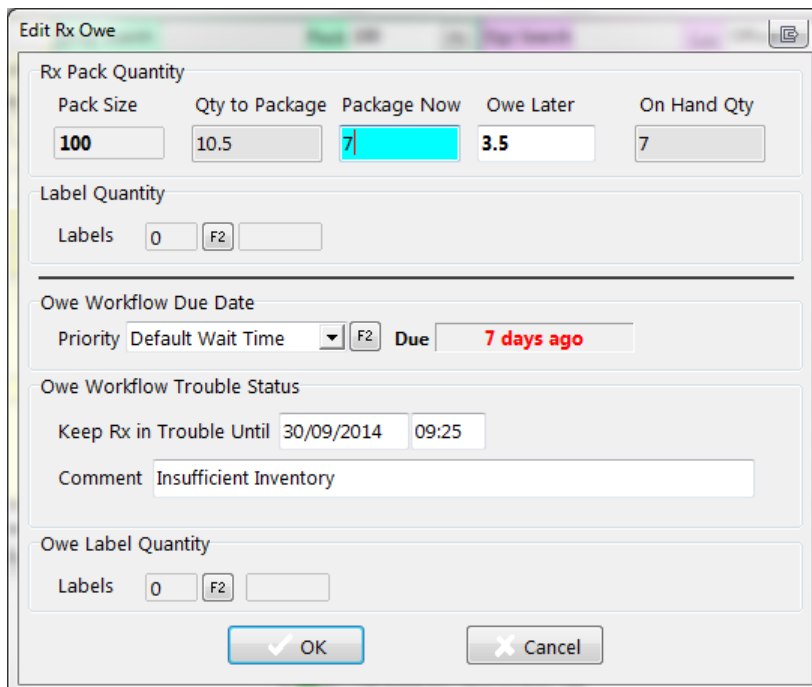 Edit Rx Owe
Rx Pack Quantity
Pack Size Qty to Package Package Now Owe Later On Hand Qty
100 10.5 7 3.5 7
Label Quantity
Labels 0 F2
Owe Workflow Due Date
Priority Default Wait Time F2 Due 7 days ago
Owe Workflow Trouble Status
Keep Rx in Trouble Until 30/09/2014 09:25
Comment Insufficient Inventory
Owe Label Quantity
Labels 0 F2
OK Cancel